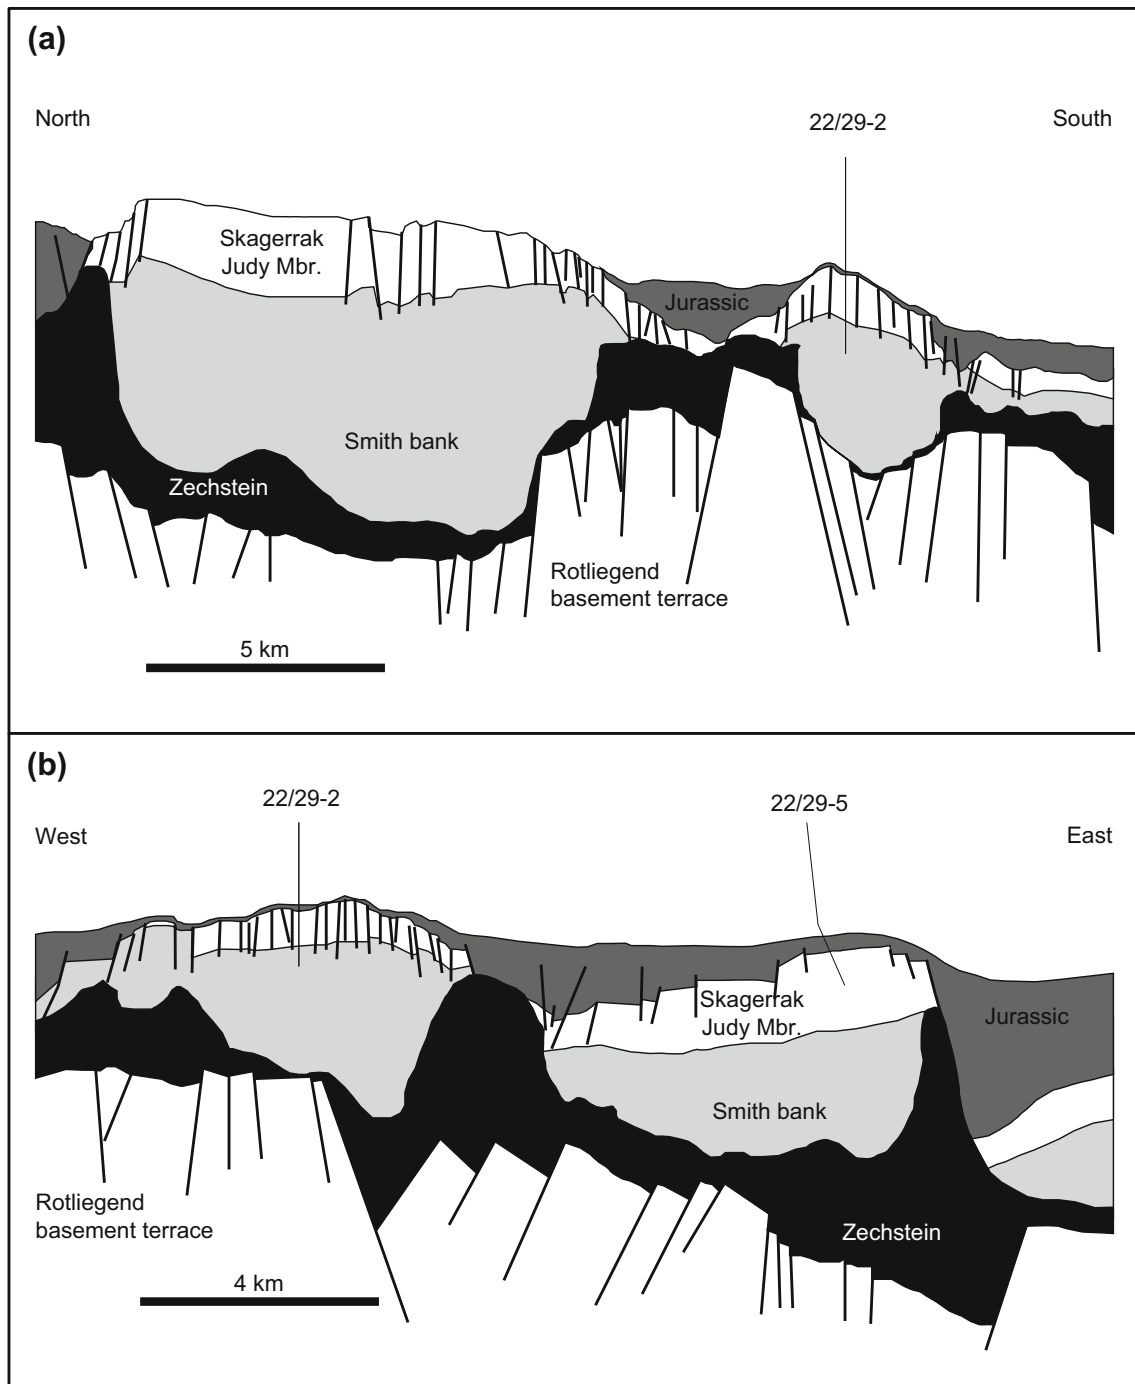 (a)
North
22/29-2
South
Skagerrak
Judy Mbr.
Jurassic
Smith bank
Zechstein
Rotliegend
basement terrace
5 km
(b)
22/29-2
22/29-5
West
East
Skagerrak
Judy Mbr.
Jurassic
Smith bank
Rotliegend
basement terrace
Zechstein
4 km